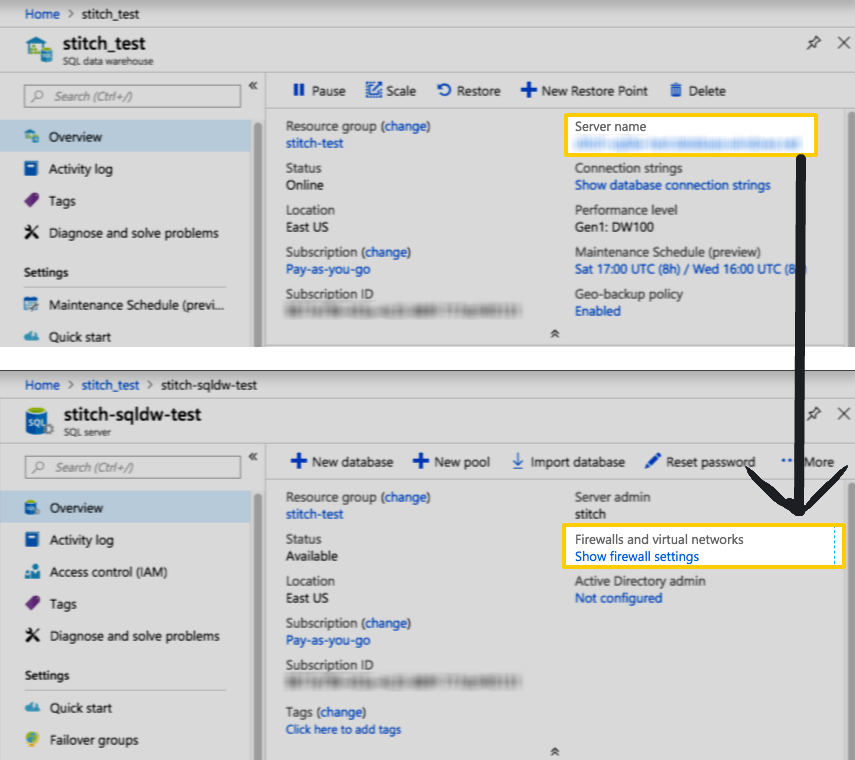 Home > stitch_test
stitch_test
SQL data warehouse
Search (Ctrl+/)
«
Overview
Activity log
Tags
Diagnose and solve problems
Settings
Maintenance Schedule (previ...
Quick start
Pause Scale Restore New Restore Point Delete
Resource group (change)
stitch-test
Status
Online
Location
East US
Subscription (change)
Pay-as-you-go
Subscription ID
Server name
Connection strings
Show database connection strings
Performance level
Gen1: DW100
Maintenance Schedule (preview)
Sat 17:00 UTC (8h) / Wed 16:00 UTC (8
Geo-backup policy
Enabled
Home > stitch_test > stitch-sqldw-test
SQL
stitch-sqldw-test
SQL server
Search (Ctrl+/)
«
Overview
Activity log
Access control (IAM)
Tags
Diagnose and solve problems
Settings
Quick start
Failover groups
New database New pool Import database Reset password ··· More
Resource group (change)
stitch-test
Status
Available
Location
East US
Subscription (change)
Pay-as-you-go
Subscription ID
Tags (change)
Click here to add tags
Server admin
stitch
Firewalls and virtual networks
Show firewall settings
Active Directory admin
Not configured